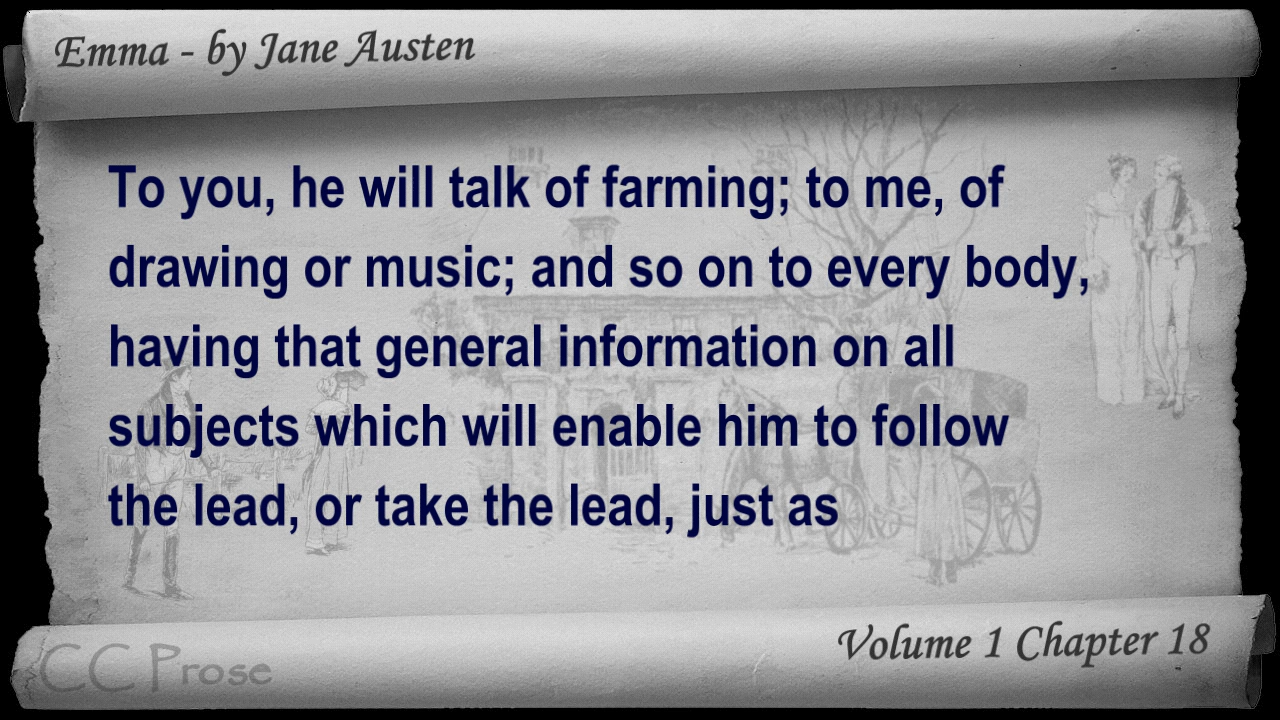 Emma - by Jane Austen
To you, he will talk of farming; to me, of
drawing or music; and so on to every body,
having that general information on all
subjects which will enable him to follow
the lead, or take the lead, just as
Volume 1 Chapter 18
CC Prose